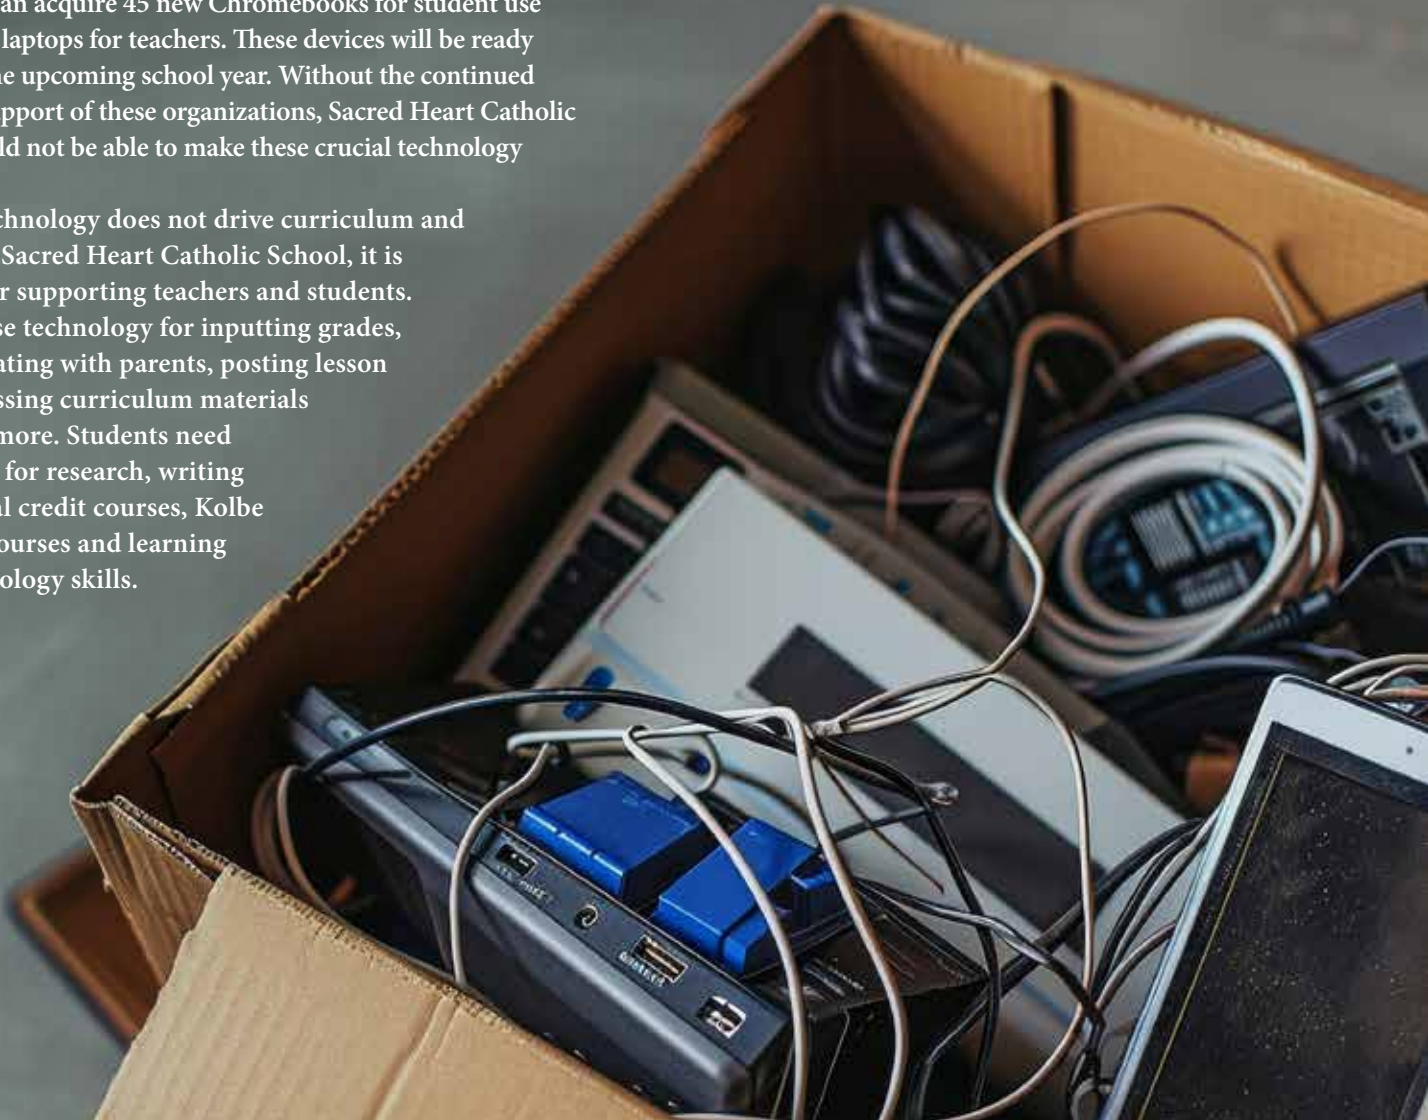 an acquire 45 new Chromebooks for student use
laptops for teachers. These devices will be ready
e upcoming school year. Without the continued
pport of these organizations, Sacred Heart Catholic
ld not be able to make these crucial technology
chnology does not drive curriculum and
Sacred Heart Catholic School, it is
r supporting teachers and students.
se technology for inputting grades,
ating with parents, posting lesson
ssing curriculum materials
more. Students need
for research, writing
al credit courses, Kolbe
ourses and learning
ology skills.